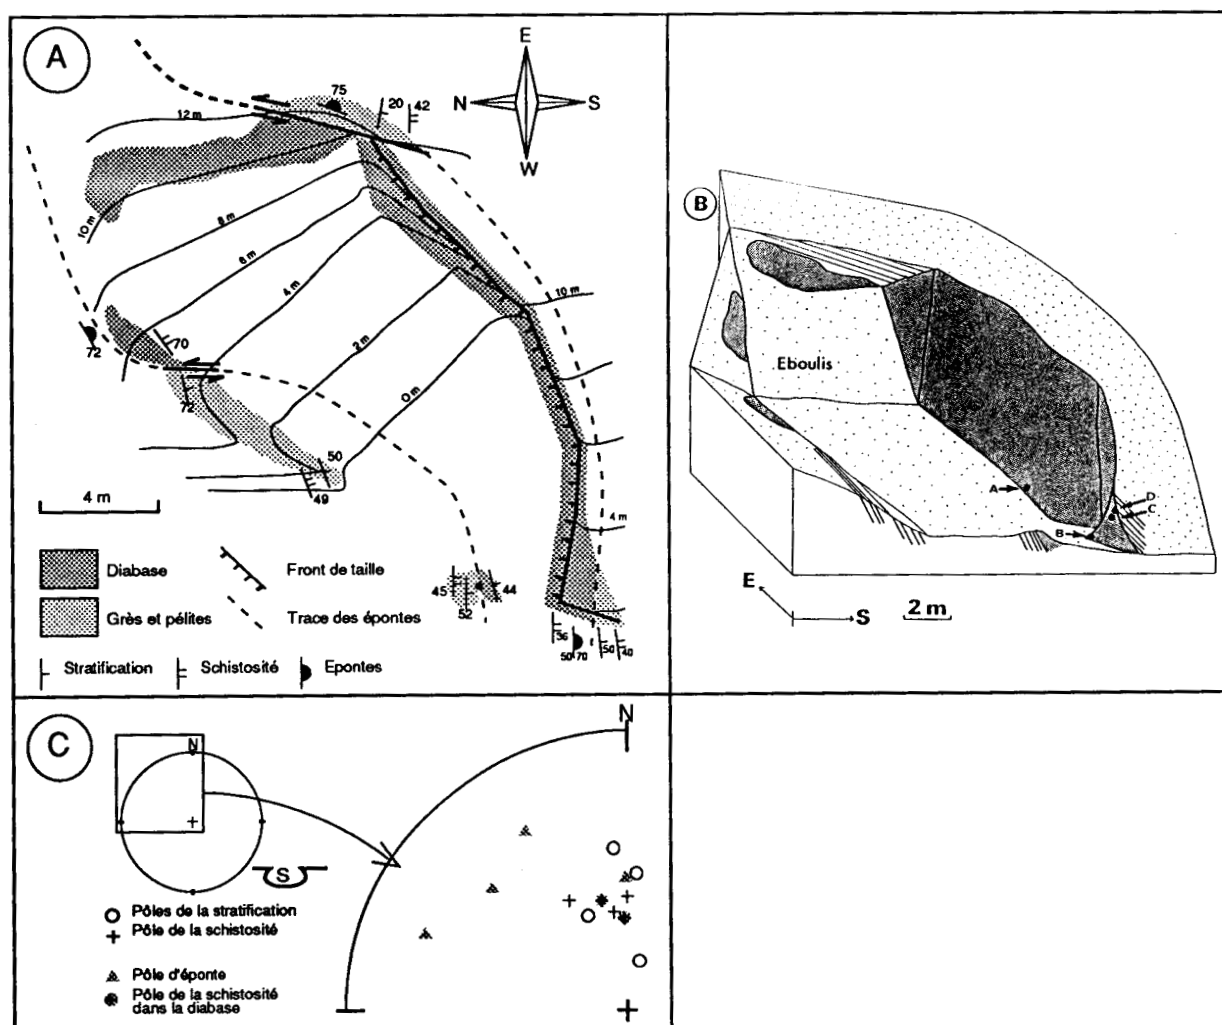 A
E
N
S
W
75
20
42
12 m
10 m
8 m
6 m
4 m
2 m
0 m
10 m
4 m
72
70
72
50
49
45
52
44
56
50
70
50
40
4 m
Diabase
Front de taille
Grès et pélites
Trace des épontes
Stratification
Schistosité
Epontes
B
Eboulis
A
D
C
B
E
S
2 m
C
N
N
S
Pôles de la stratification
Pôle de la schistosité
Pôle d'éponte
Pôle de la schistosité
dans la diabase